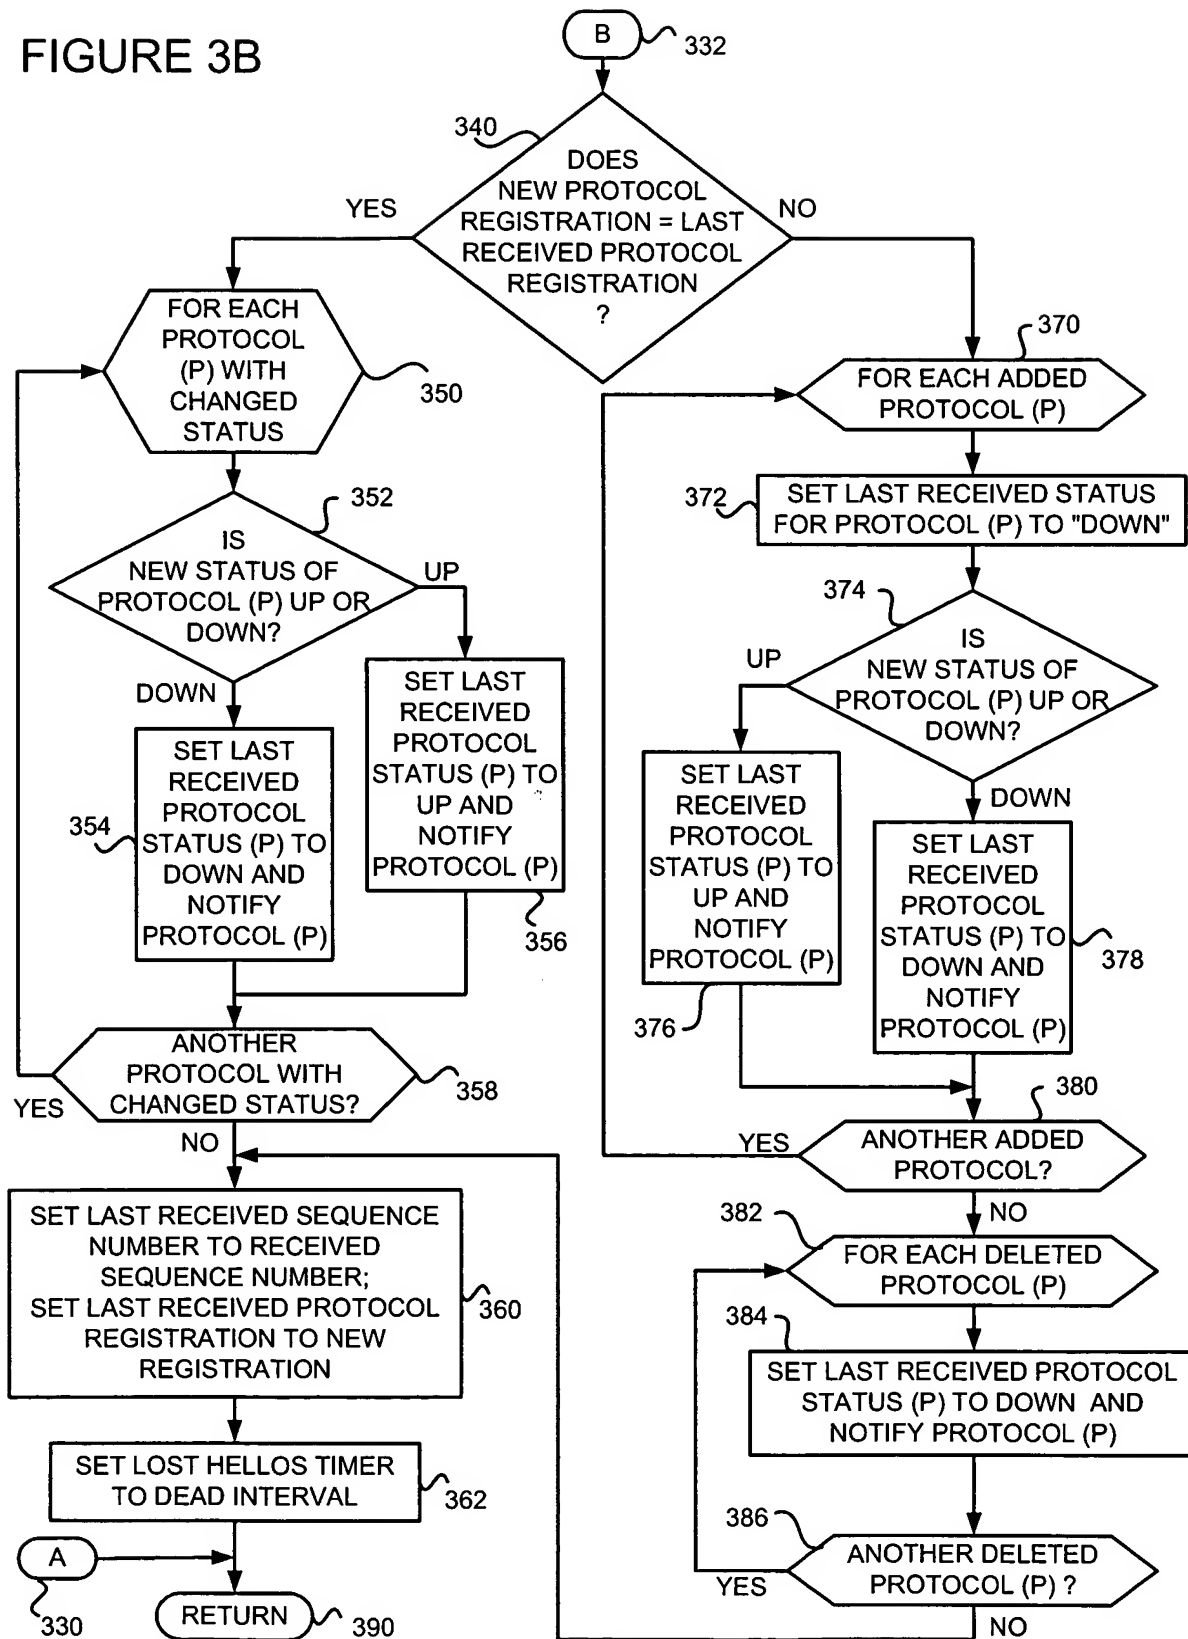 FIGURE 3B
B
332
340
DOES
NEW PROTOCOL
REGISTRATION = LAST
RECEIVED PROTOCOL
REGISTRATION
?
YES
NO
FOR EACH
PROTOCOL
(P) WITH
CHANGED
STATUS
350
352
IS
NEW STATUS OF
PROTOCOL (P) UP OR
DOWN?
UP
DOWN
SET LAST
RECEIVED
PROTOCOL
STATUS (P) TO
DOWN AND
NOTIFY
PROTOCOL (P)
354
SET LAST
RECEIVED
PROTOCOL
STATUS (P) TO
UP AND
NOTIFY
PROTOCOL (P)
356
ANOTHER
PROTOCOL WITH
CHANGED STATUS?
358
YES
NO
SET LAST RECEIVED SEQUENCE
NUMBER TO RECEIVED
SEQUENCE NUMBER;
SET LAST RECEIVED PROTOCOL
REGISTRATION TO NEW
REGISTRATION
360
SET LOST HELLOS TIMER
TO DEAD INTERVAL
362
A
330
RETURN
390
370
FOR EACH ADDED
PROTOCOL (P)
372
SET LAST RECEIVED STATUS
FOR PROTOCOL (P) TO "DOWN"
374
IS
NEW STATUS OF
PROTOCOL (P) UP OR
DOWN?
UP
DOWN
SET LAST
RECEIVED
PROTOCOL
STATUS (P) TO
UP AND
NOTIFY
PROTOCOL (P)
376
SET LAST
RECEIVED
PROTOCOL
STATUS (P) TO
DOWN AND
NOTIFY
PROTOCOL (P)
378
380
ANOTHER ADDED
PROTOCOL?
YES
NO
382
FOR EACH DELETED
PROTOCOL (P)
384
SET LAST RECEIVED PROTOCOL
STATUS (P) TO DOWN AND
NOTIFY PROTOCOL (P)
386
ANOTHER DELETED
PROTOCOL (P) ?
YES
NO